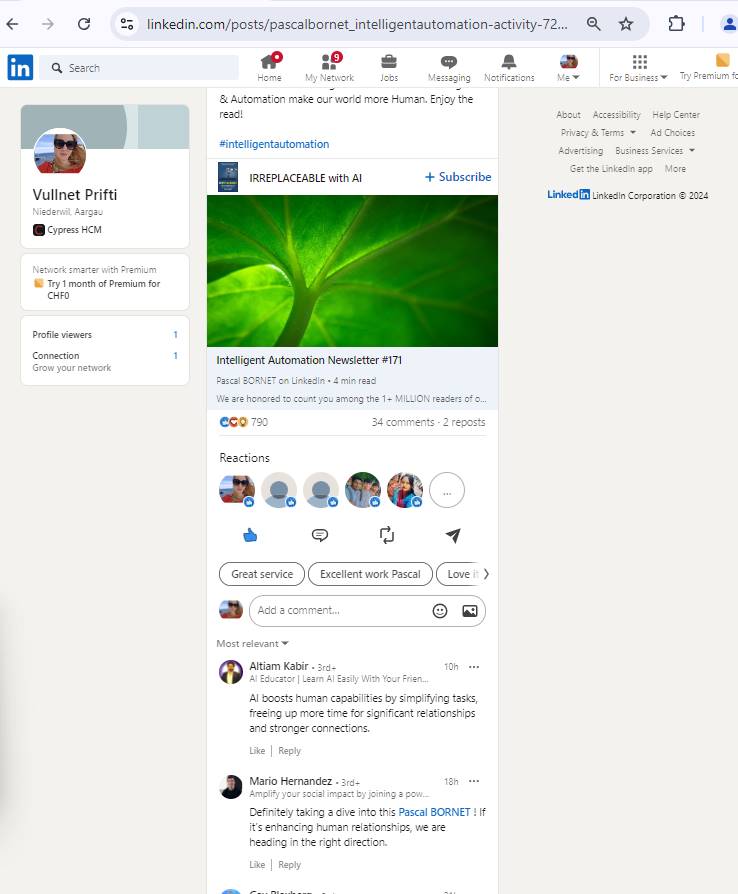 linkedin.com/posts/pascalbornet_intelligentautomation-activity-72...
in
Search
Home
9
My Network
Jobs
Messaging
Notifications
Me
For Business
Try Premium fo
Vullnet Prifti
Niederwil, Aargau
Cypress HCM
Network smarter with Premium
Try 1 month of Premium for
CHF0
Profile viewers 1
Connection 1
Grow your network
& Automation make our world more Human. Enjoy the
read!
#intelligentautomation
IRREPLACEABLE with AI
+ Subscribe
Intelligent Automation Newsletter #171
Pascal BORNET on LinkedIn • 4 min read
We are honored to count you among the 1+ MILLION readers of o...
790
34 comments · 2 reposts
Reactions
...
Great service
Excellent work Pascal
Love it
Add a comment...
Most relevant
Altiam Kabir • 3rd+
10h ...
AI Educator | Learn AI Easily With Your Frien...
AI boosts human capabilities by simplifying tasks,
freeing up more time for significant relationships
and stronger connections.
Like | Reply
Mario Hernandez • 3rd+
18h ...
Amplify your social impact by joining a pow...
Definitely taking a dive into this Pascal BORNET ! If
it's enhancing human relationships, we are
heading in the right direction.
Like | Reply
About Accessibility Help Center
Privacy & Terms Ad Choices
Advertising Business Services
Get the LinkedIn app More
LinkedIn LinkedIn Corporation © 2024